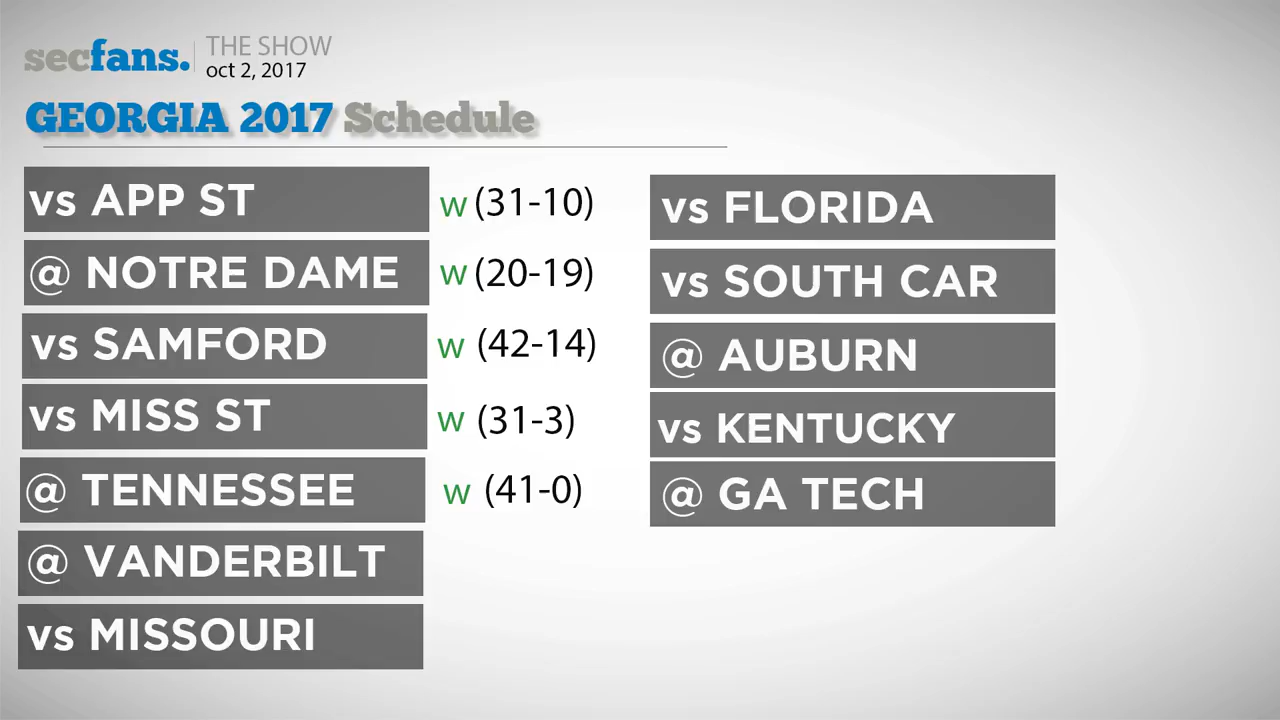 secfans. THE SHOW
oct 2, 2017
GEORGIA 2017 Schedule
vs APP ST w (31-10)
@ NOTRE DAME w (20-19)
vs SAMFORD w (42-14)
vs MISS ST w (31-3)
@ TENNESSEE w (41-0)
@ VANDERBILT
vs MISSOURI
vs FLORIDA
vs SOUTH CAR
@ AUBURN
vs KENTUCKY
@ GA TECH